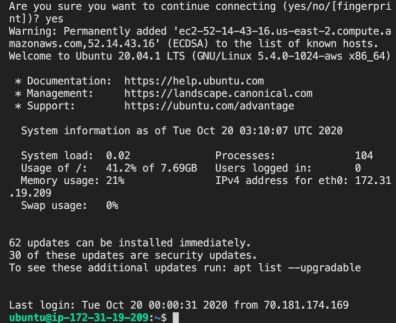 Are you sure you want to continue connecting (yes/no/[fingerpri
nt])? yes
Warning: Permanently added 'ec2-52-14-43-16.us-east-2.compute.a
mazonaws.com,52.14.43.16' (ECDSA) to the list of known hosts.
Welcome to Ubuntu 20.04.1 LTS (GNU/Linux 5.4.0-1024-aws x86_64)
* Documentation:  https://help.ubuntu.com
* Management:     https://landscape.canonical.com
* Support:        https://ubuntu.com/advantage
System information as of Tue Oct 20 03:10:07 UTC 2020
System load:  0.02              Processes:             104
Usage of /:   41.2% of 7.69GB   Users logged in:       0
Memory usage: 21%               IPv4 address for eth0: 172.31
.19.209
Swap usage:   0%
62 updates can be installed immediately.
30 of these updates are security updates.
To see these additional updates run: apt list --upgradable
Last login: Tue Oct 20 00:00:31 2020 from 70.181.174.169
ubuntu@ip-172-31-19-209:~$